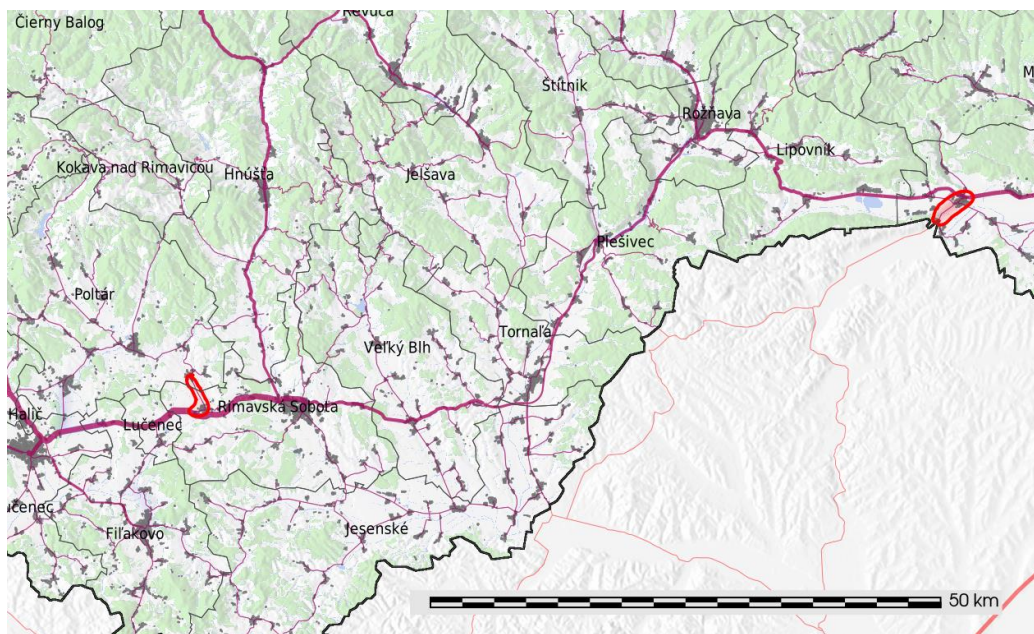 Čierny Balog
Revúca
Štítnik
M
Rožňava
Lipovník
Kokava nad Rimavicou
Hnúšťa
Jelšava
Plešivec
Poltár
Tornaľa
Veľký Blh
Halič
Rimavská Sobota
Lučenec
učenec
Fiľakovo
Jesenské
50 km